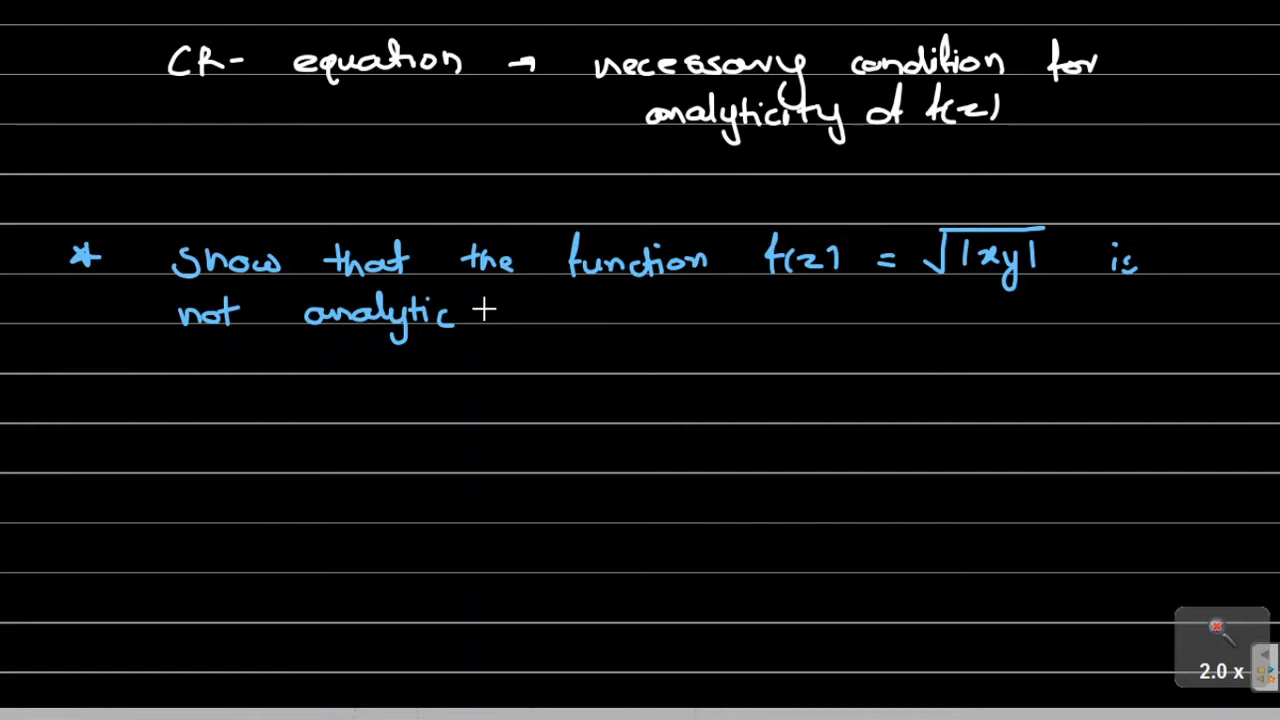 CR- equation → necessary condition for
analyticity of f(z)
* Show that the function f(z) = √|xy| is
not analytic
2.0 x